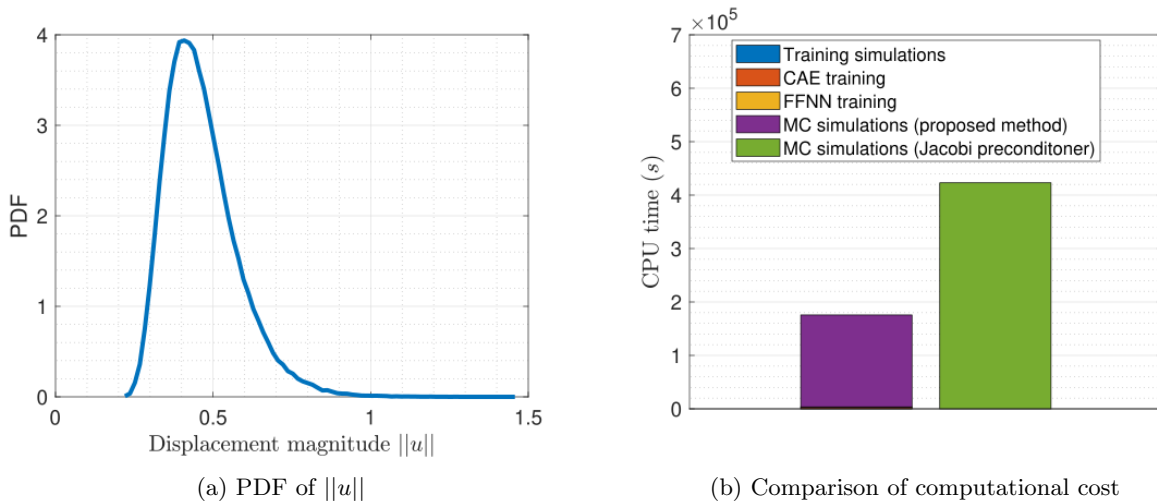 4
3
2
1
0
PDF
0
0.5
1
1.5
Displacement magnitude ||u||
(a) PDF of ||u||
×10⁵
7
6
5
4
3
2
1
0
CPU time (s)
Training simulations
CAE training
FFNN training
MC simulations (proposed method)
MC simulations (Jacobi preconditoner)
(b) Comparison of computational cost